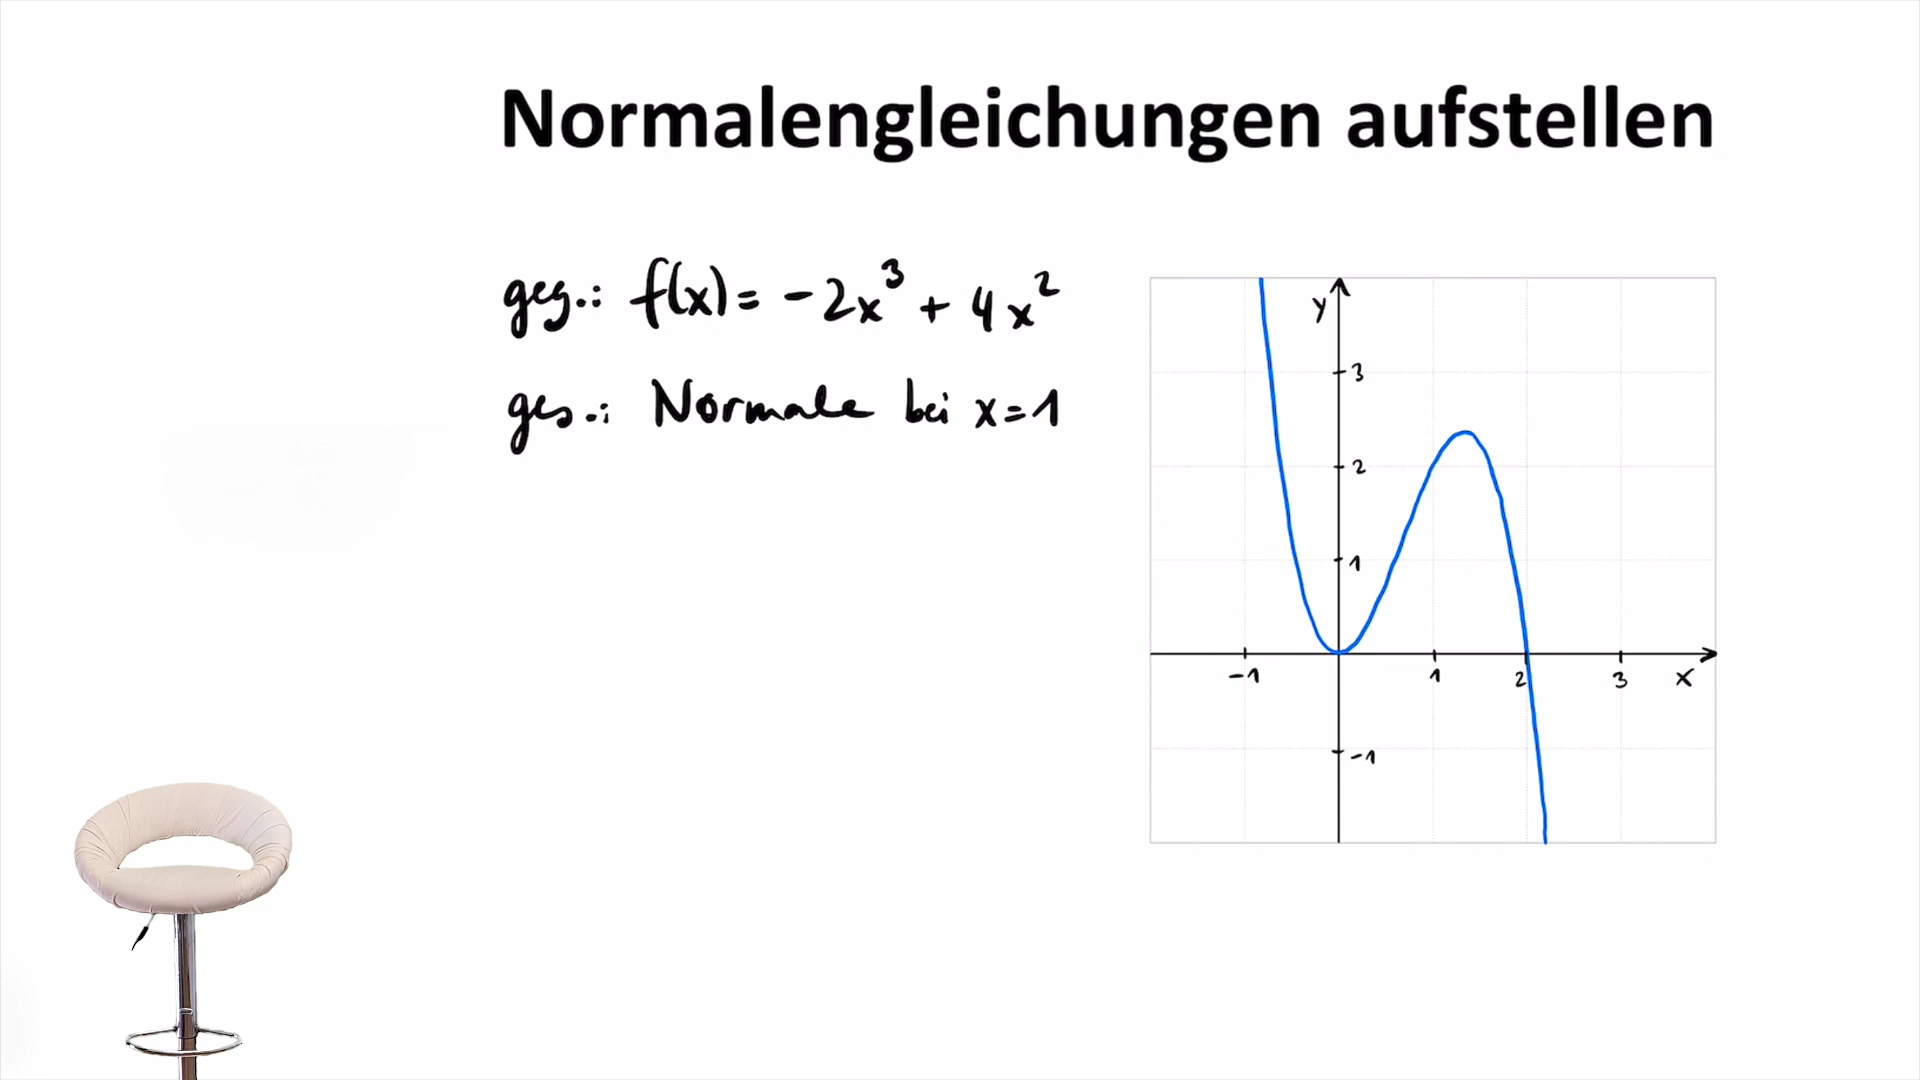 Normalengleichungen aufstellen
geg.: f(x) = -2x³ + 4x²
ges.: Normale bei x=1
y
3
2
1
-1 1 2 3 x
-1